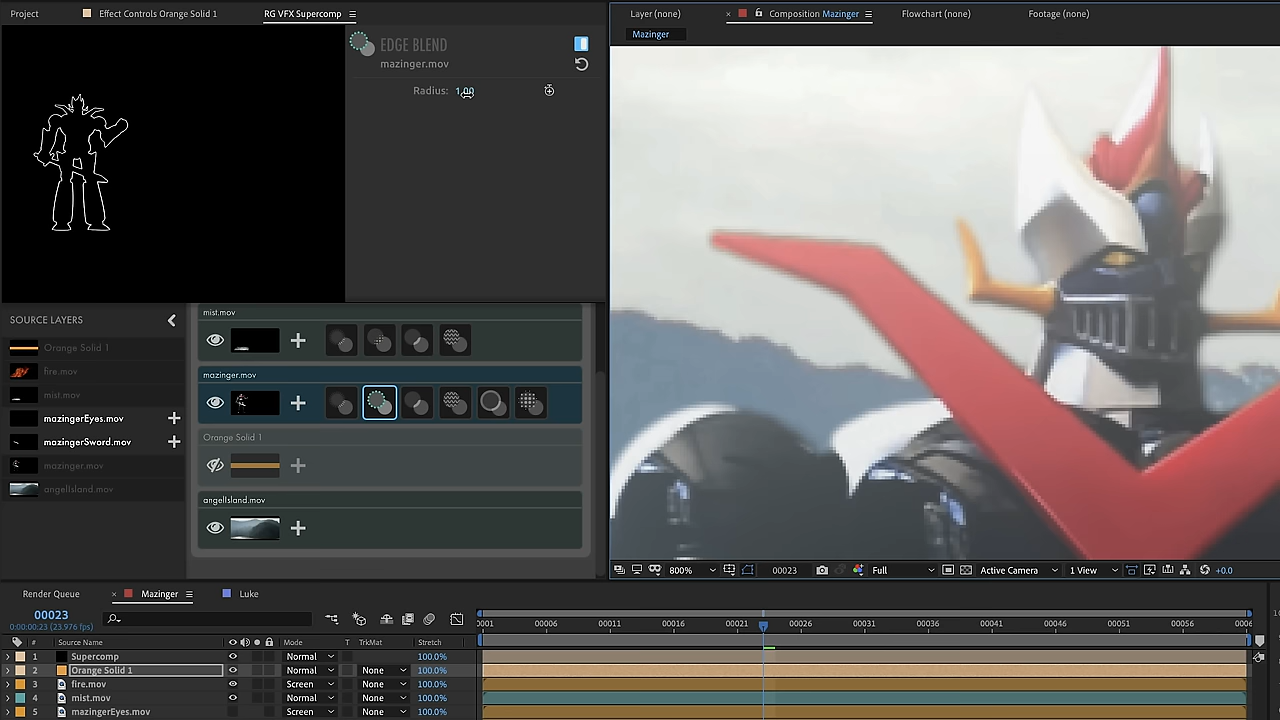 Project
Effect Controls Orange Solid 1
RG VFX Supercomp
EDGE BLEND
mazinger.mov
Radius: 1,00
Layer (none)
Composition Mazinger
Flowchart (none)
Footage (none)
Mazinger
SOURCE LAYERS
Orange Solid 1
fire.mov
mist.mov
mazingerEyes.mov
mazingerSword.mov
mazinger.mov
angelIsland.mov
mist.mov
mazinger.mov
Orange Solid 1
angelIsland.mov
800%
00023
Full
Active Camera
1 View
+0.0
Render Queue
Mazinger
Luke
00023
0:00:00:23 (23.976 fps)
0001 00006 00011 00016 00021 00026 00031 00036 00041 00046 00051 00056 0006
# Source Name Mode T TrkMat Stretch
1 Supercomp Normal 100.0%
2 Orange Solid 1 Normal None 100.0%
3 fire.mov Screen None 100.0%
4 mist.mov Normal None 100.0%
5 mazingerEyes.mov Screen None 100.0%